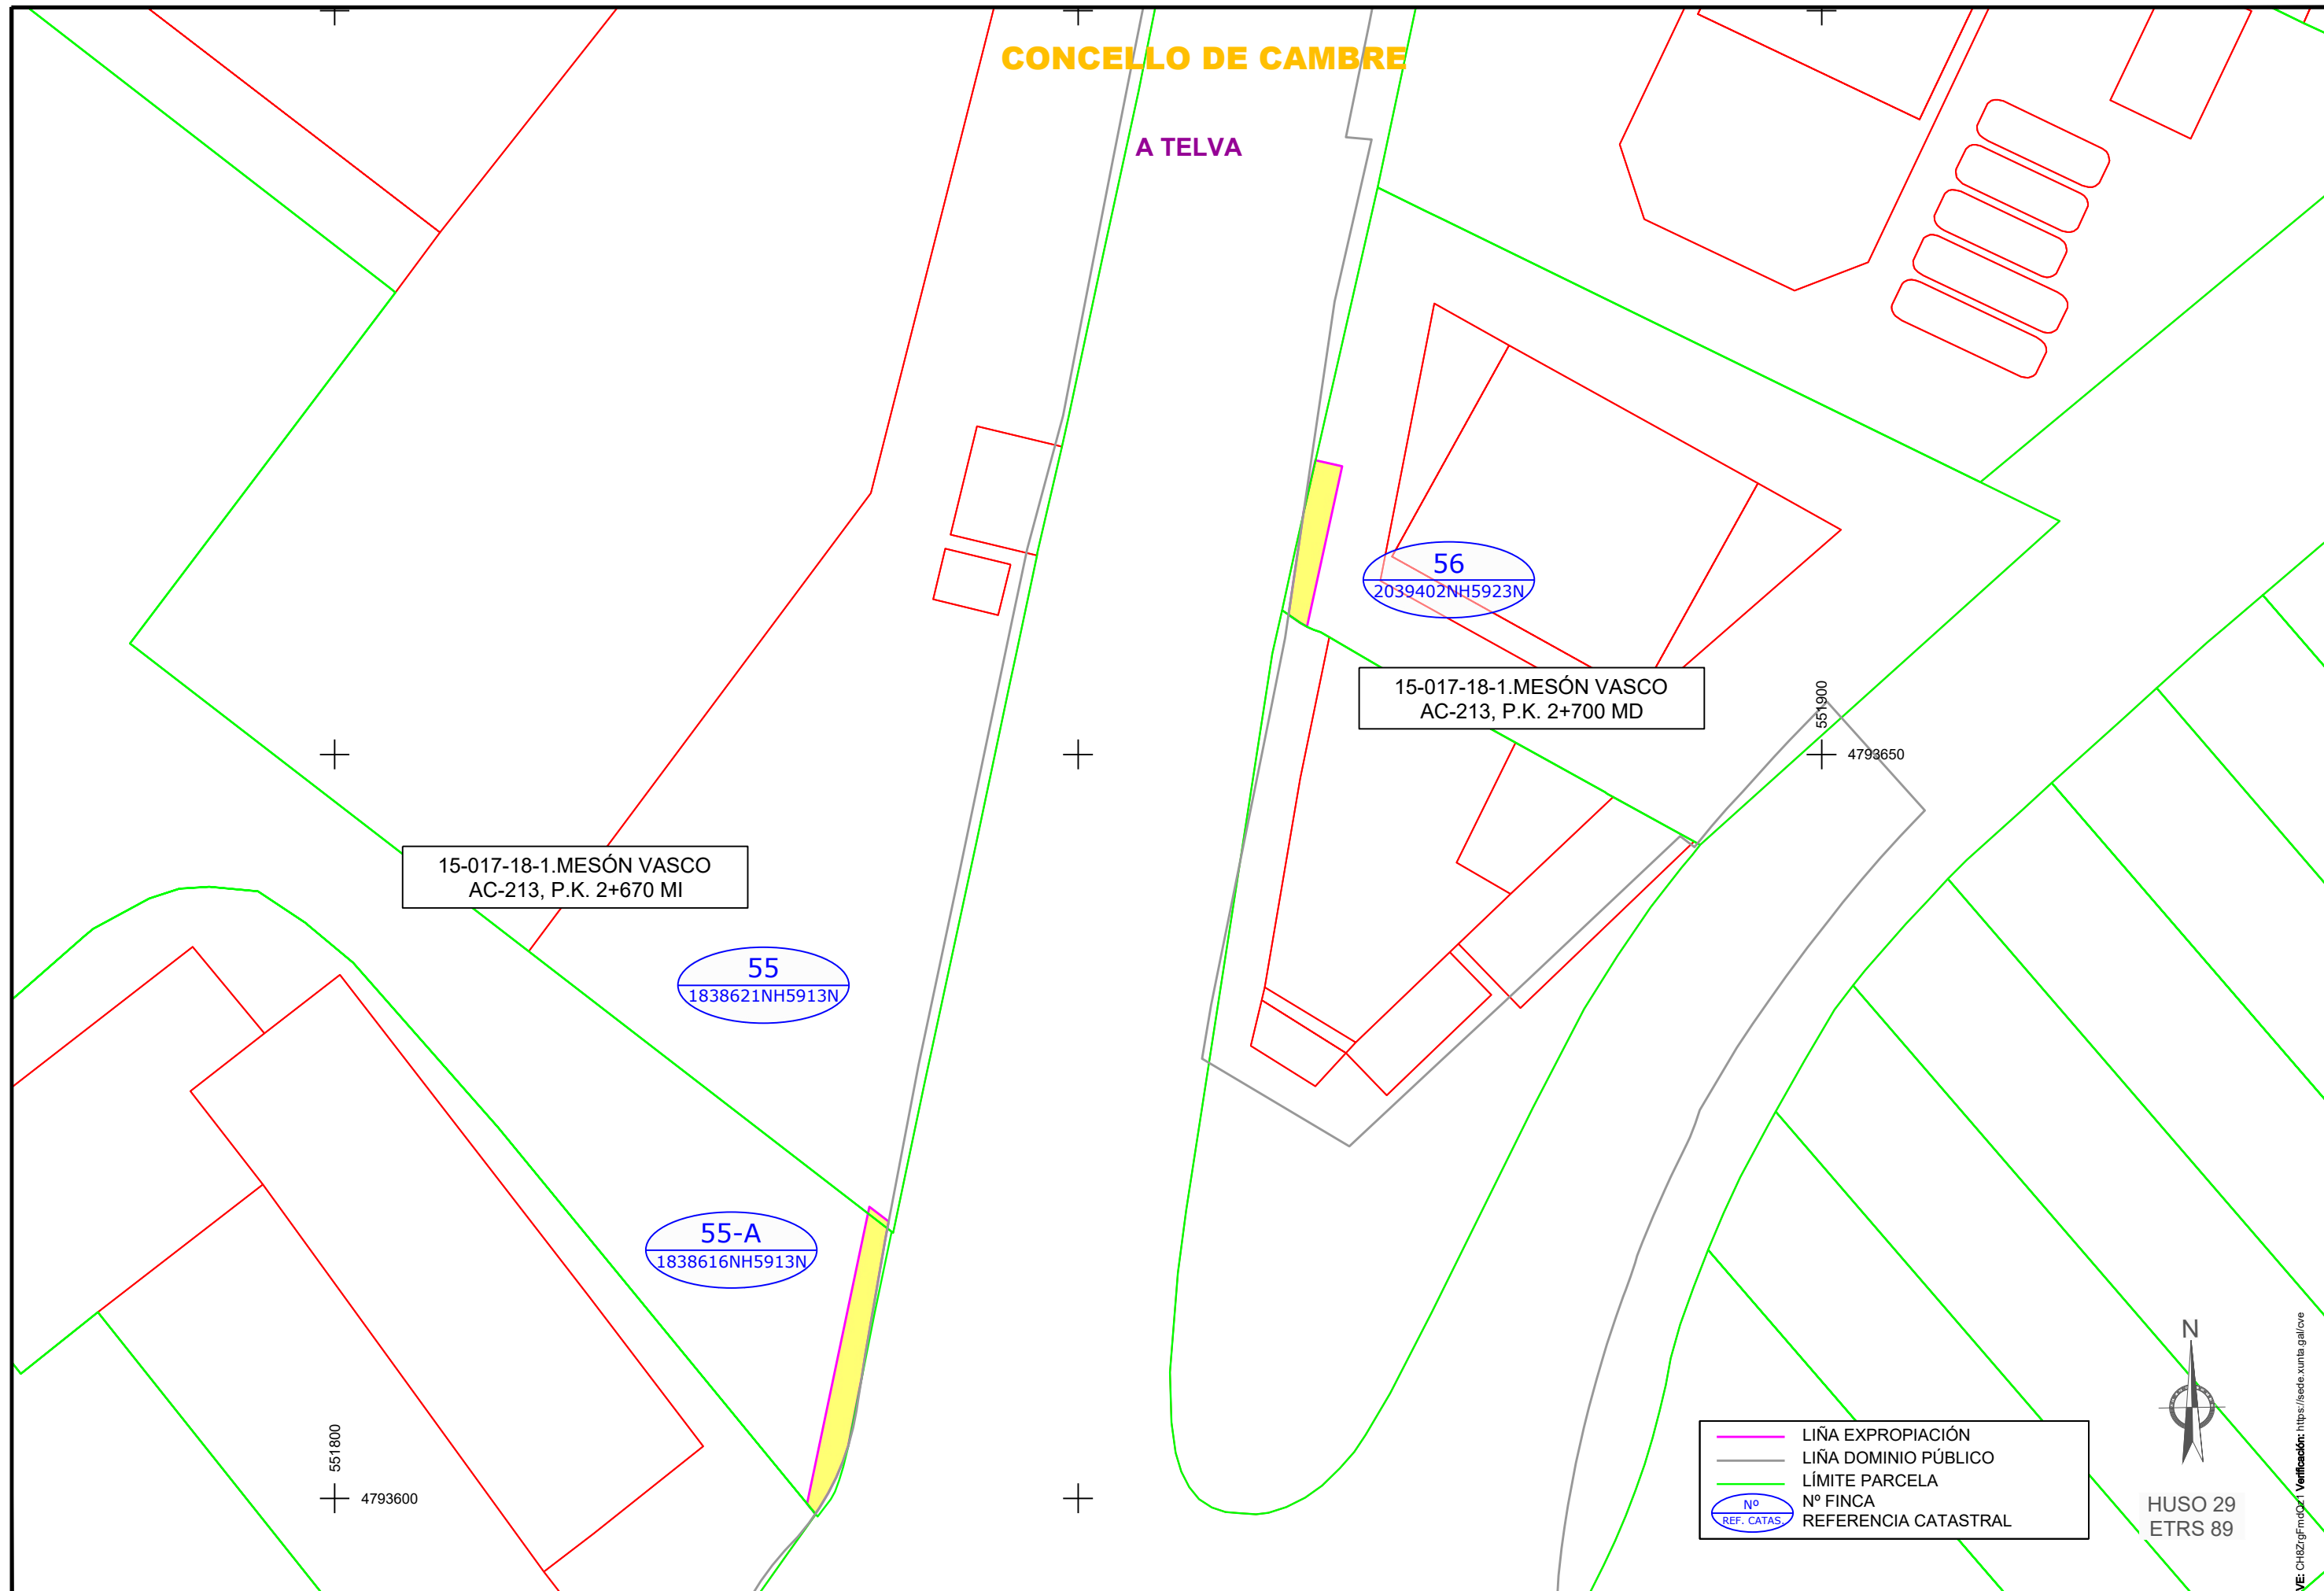 CONCELLO DE CAMBRE
A TELVA
56
2039402NH5923N
15-017-18-1.MESÓN VASCO
AC-213, P.K. 2+700 MD
551900
4793650
15-017-18-1.MESÓN VASCO
AC-213, P.K. 2+670 MI
55
1838621NH5913N
55-A
1838616NH5913N
551800
4793600
LIÑA EXPROPIACIÓN
LIÑA DOMINIO PÚBLICO
LÍMITE PARCELA
Nº
REF. CATAS.
Nº FINCA
REFERENCIA CATASTRAL
N
HUSO 29
ETRS 89
VE: CH8ZrgFmdQz1 Verificación: https://sede.xunta.gal/cve